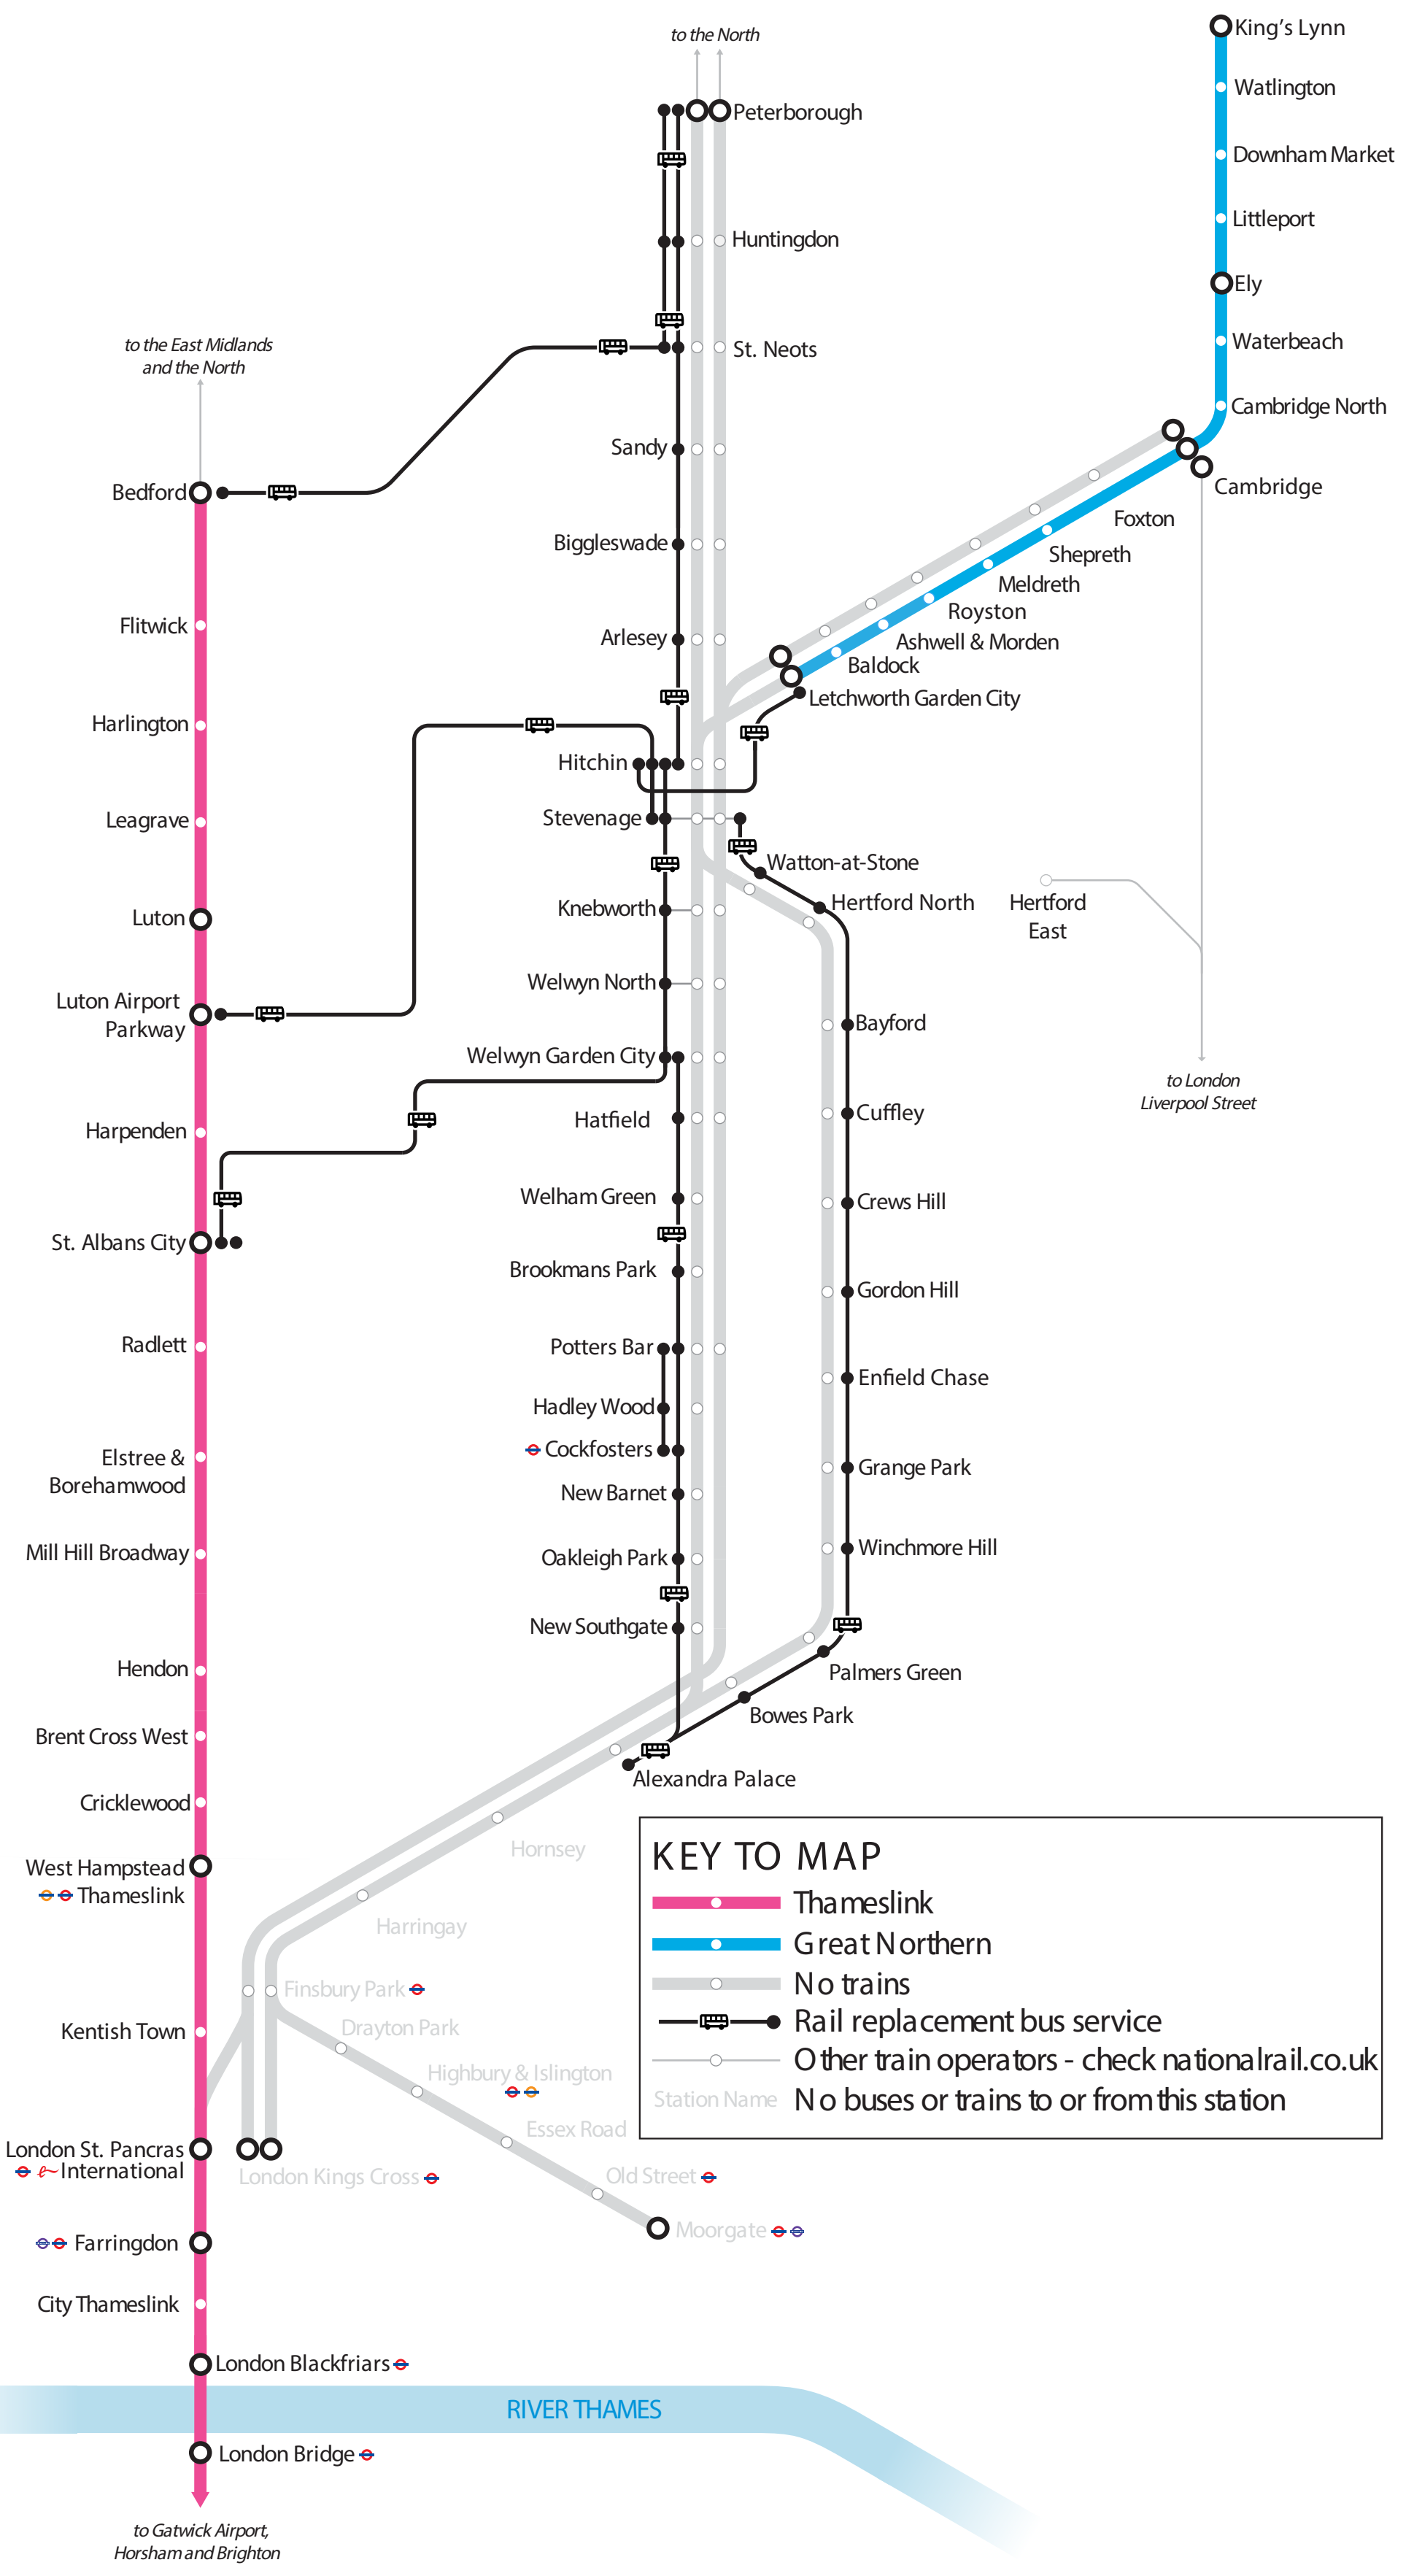 to the North
King's Lynn
Watlington
Downham Market
Littleport
Ely
Waterbeach
Cambridge North
Cambridge
Foxton
Shepreth
Meldreth
Royston
Ashwell & Morden
Baldock
Letchworth Garden City
Peterborough
Huntingdon
St. Neots
Sandy
Biggleswade
Arlesey
Hitchin
Stevenage
Knebworth
Welwyn North
Welwyn Garden City
Hatfield
Welham Green
Brookmans Park
Potters Bar
Hadley Wood
Cockfosters
New Barnet
Oakleigh Park
New Southgate
Watton-at-Stone
Hertford North
Bayford
Cuffley
Crews Hill
Gordon Hill
Enfield Chase
Grange Park
Winchmore Hill
Palmers Green
Bowes Park
Alexandra Palace
Hornsey
Harringay
Finsbury Park
Drayton Park
Highbury & Islington
Essex Road
Old Street
Moorgate
London Kings Cross
Hertford
East
to London
Liverpool Street
to the East Midlands
and the North
Bedford
Flitwick
Harlington
Leagrave
Luton
Luton Airport
Parkway
Harpenden
St. Albans City
Radlett
Elstree &
Borehamwood
Mill Hill Broadway
Hendon
Brent Cross West
Cricklewood
West Hampstead
Thameslink
Kentish Town
London St. Pancras
International
Farringdon
City Thameslink
London Blackfriars
RIVER THAMES
London Bridge
to Gatwick Airport,
Horsham and Brighton
KEY TO MAP
Thameslink
Great Northern
No trains
Rail replacement bus service
Other train operators - check nationalrail.co.uk
Station Name No buses or trains to or from this station